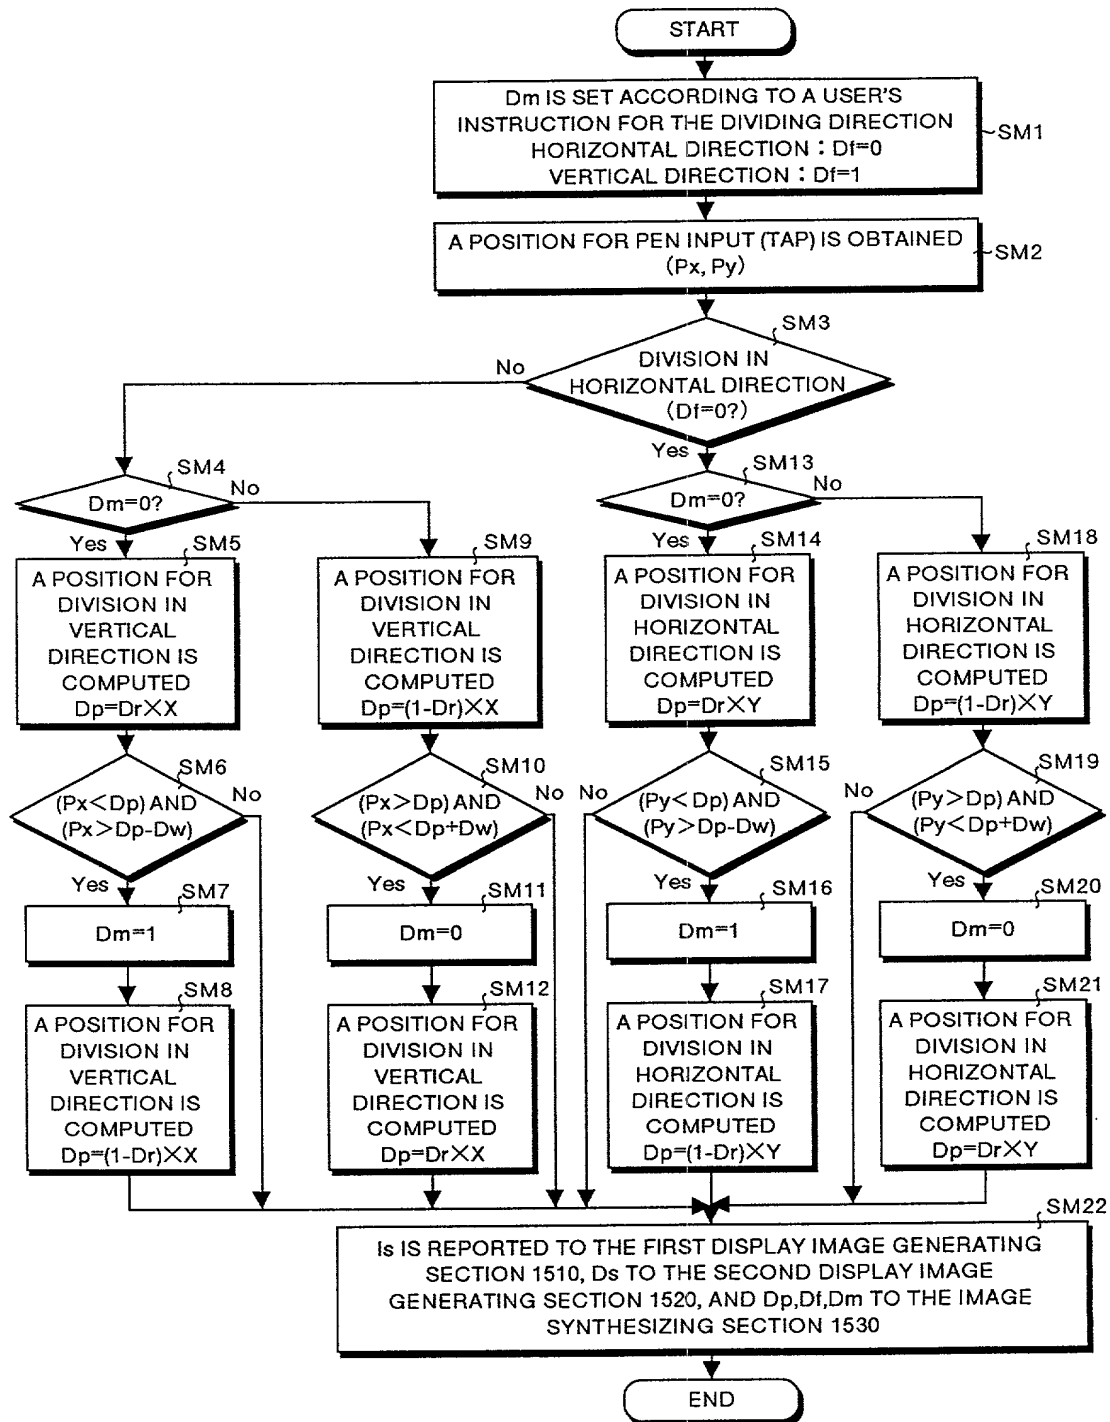 START
Dm IS SET ACCORDING TO A USER'S
INSTRUCTION FOR THE DIVIDING DIRECTION
HORIZONTAL DIRECTION : Df=0
VERTICAL DIRECTION : Df=1
SM1
A POSITION FOR PEN INPUT (TAP) IS OBTAINED
(Px, Py)
SM2
SM3
DIVISION IN
HORIZONTAL DIRECTION
(Df=0?)
No
Yes
SM4
Dm=0?
No
Yes
SM13
Dm=0?
No
Yes
SM5
A POSITION FOR
DIVISION IN
VERTICAL
DIRECTION IS
COMPUTED
Dp=Dr×X
SM9
A POSITION FOR
DIVISION IN
VERTICAL
DIRECTION IS
COMPUTED
Dp=(1-Dr)×X
SM14
A POSITION FOR
DIVISION IN
HORIZONTAL
DIRECTION IS
COMPUTED
Dp=Dr×Y
SM18
A POSITION FOR
DIVISION IN
HORIZONTAL
DIRECTION IS
COMPUTED
Dp=(1-Dr)×Y
SM6
(Px<Dp) AND
(Px>Dp-Dw)
No
Yes
SM10
(Px>Dp) AND
(Px<Dp+Dw)
No
Yes
SM15
(Py<Dp) AND
(Py>Dp-Dw)
No
Yes
SM19
(Py>Dp) AND
(Py<Dp+Dw)
No
Yes
SM7
Dm=1
SM11
Dm=0
SM16
Dm=1
SM20
Dm=0
SM8
A POSITION FOR
DIVISION IN
VERTICAL
DIRECTION IS
COMPUTED
Dp=(1-Dr)×X
SM12
A POSITION FOR
DIVISION IN
VERTICAL
DIRECTION IS
COMPUTED
Dp=Dr×X
SM17
A POSITION FOR
DIVISION IN
HORIZONTAL
DIRECTION IS
COMPUTED
Dp=(1-Dr)×Y
SM21
A POSITION FOR
DIVISION IN
HORIZONTAL
DIRECTION IS
COMPUTED
Dp=Dr×Y
SM22
Is IS REPORTED TO THE FIRST DISPLAY IMAGE GENERATING
SECTION 1510, Ds TO THE SECOND DISPLAY IMAGE
GENERATING SECTION 1520, AND Dp,Df,Dm TO THE IMAGE
SYNTHESIZING SECTION 1530
END